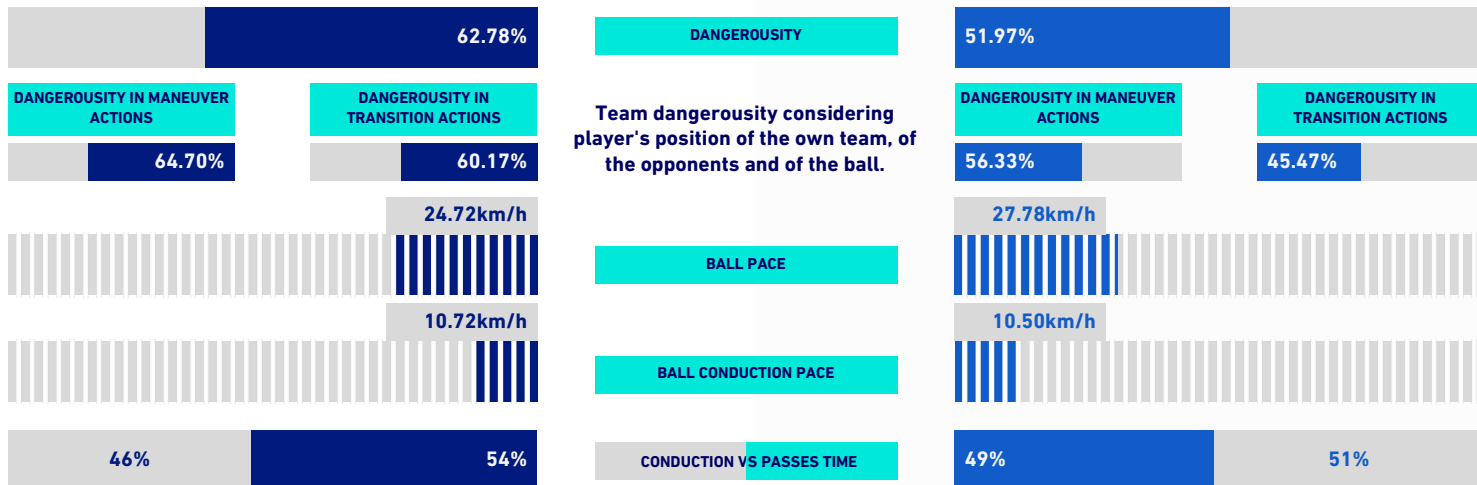 62.78%
DANGEROUSITY
51.97%
DANGEROUSITY IN MANEUVER
ACTIONS
DANGEROUSITY IN
TRANSITION ACTIONS
64.70%
60.17%
Team dangerousity considering
player's position of the own team, of
the opponents and of the ball.
DANGEROUSITY IN MANEUVER
ACTIONS
DANGEROUSITY IN
TRANSITION ACTIONS
56.33%
45.47%
24.72km/h
BALL PACE
27.78km/h
10.72km/h
BALL CONDUCTION PACE
10.50km/h
46%
54%
CONDUCTION VS PASSES TIME
49%
51%